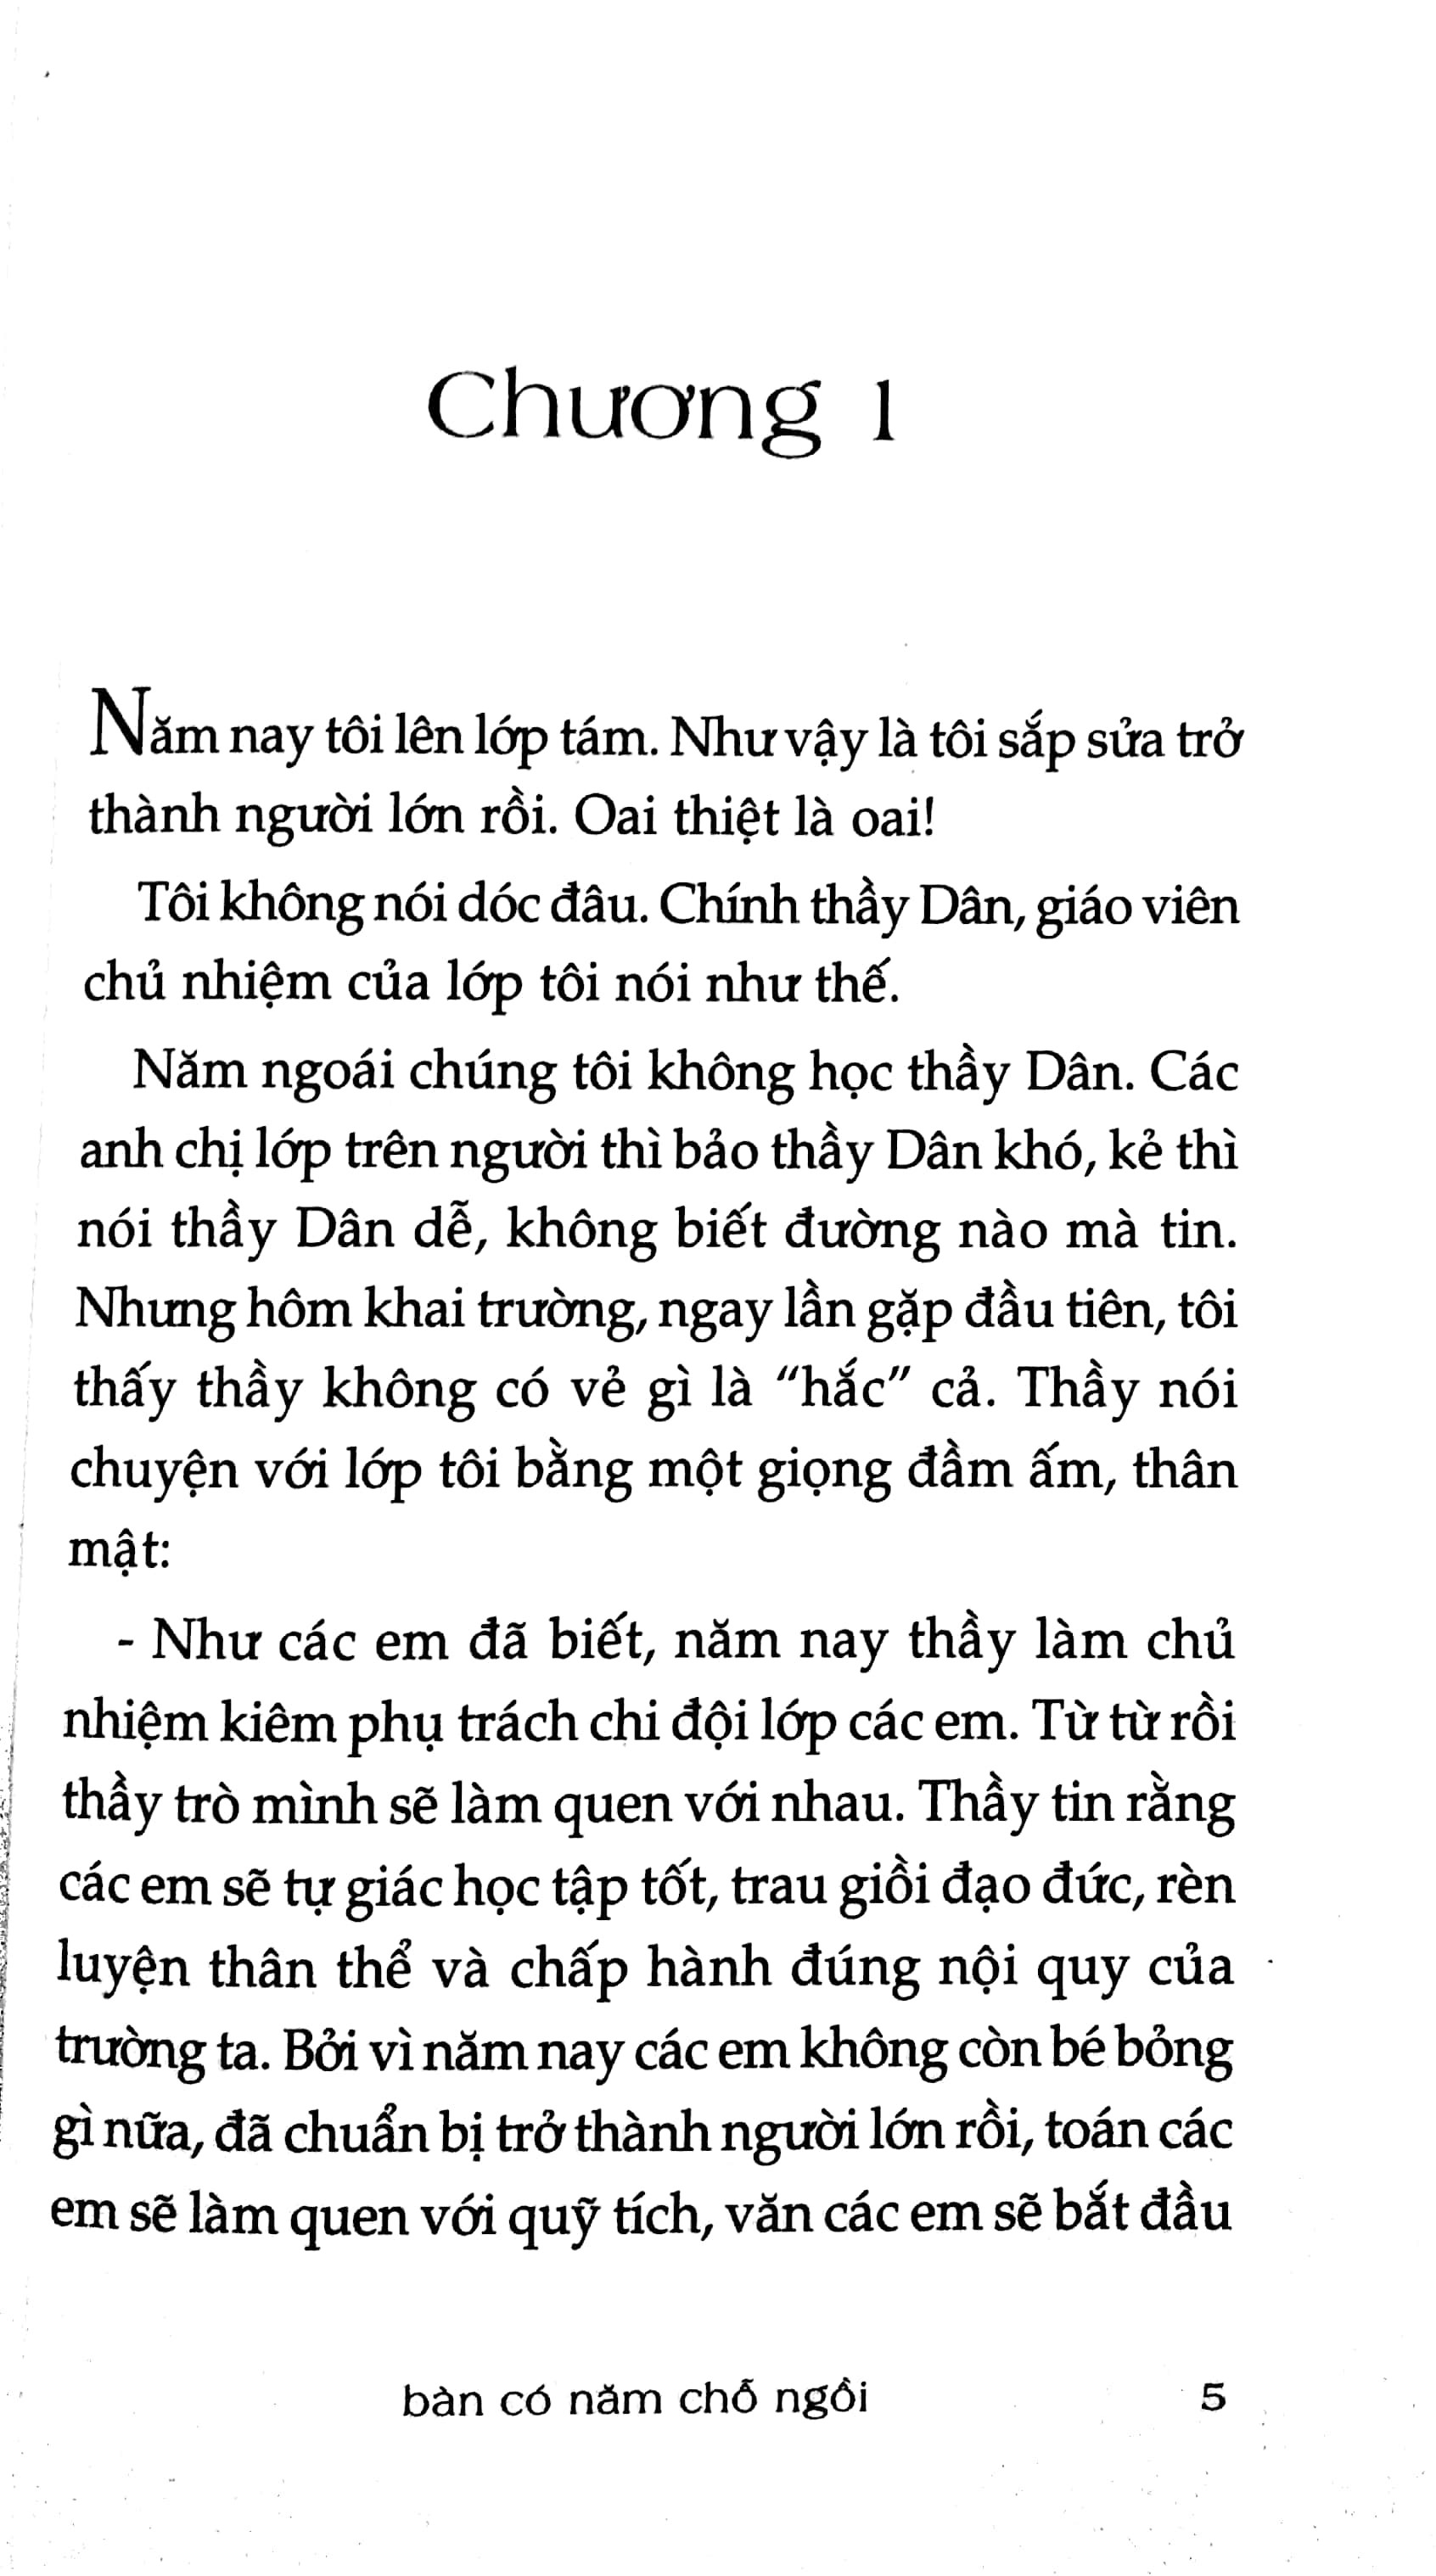 Chương 1
Năm nay tôi lên lớp tám. Như vậy là tôi sắp sửa trở
thành người lớn rồi. Oai thiệt là oai!
Tôi không nói dóc đâu. Chính thầy Dân, giáo viên
chủ nhiệm của lớp tôi nói như thế.
Năm ngoái chúng tôi không học thầy Dân. Các
anh chị lớp trên người thì bảo thầy Dân khó, kẻ thì
nói thầy Dân dễ, không biết đường nào mà tin.
Nhưng hôm khai trường, ngay lần gặp đầu tiên, tôi
thấy thầy không có vẻ gì là "hắc" cả. Thầy nói
chuyện với lớp tôi bằng một giọng đầm ấm, thân
mật:
- Như các em đã biết, năm nay thầy làm chủ
nhiệm kiêm phụ trách chi đội lớp các em. Từ từ rồi
thầy trò mình sẽ làm quen với nhau. Thầy tin rằng
các em sẽ tự giác học tập tốt, trau giồi đạo đức, rèn
luyện thân thể và chấp hành đúng nội quy của
trường ta. Bởi vì năm nay các em không còn bé bỏng
gì nữa, đã chuẩn bị trở thành người lớn rồi, toán các
em sẽ làm quen với quỹ tích, văn các em sẽ bắt đầu
bàn có năm chỗ ngồi 5